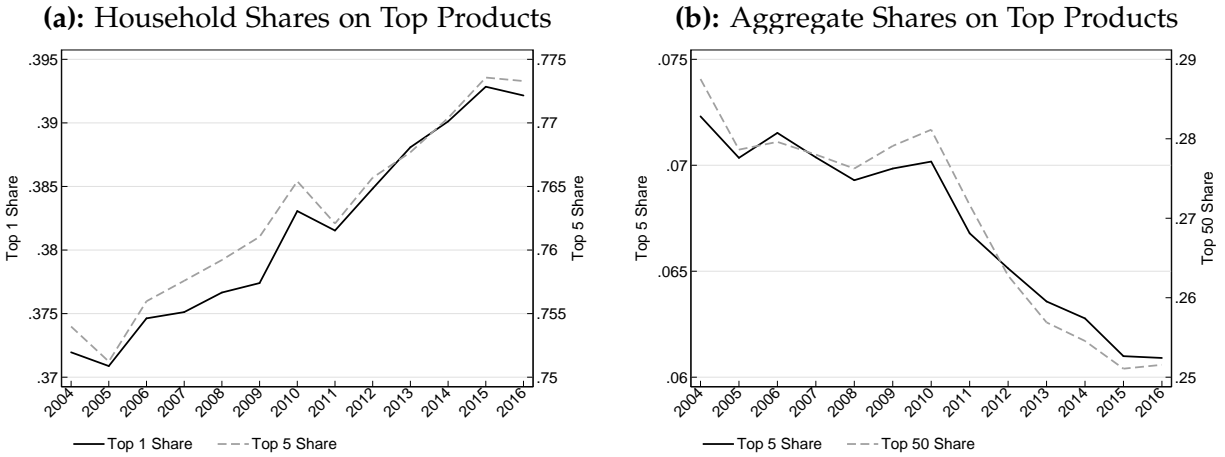 (a): Household Shares on Top Products
.395
.39
.385
.38
.375
.37
Top 1 Share
.775
.77
.765
.76
.755
.75
Top 5 Share
2004 2005 2006 2007 2008 2009 2010 2011 2012 2013 2014 2015 2016
Top 1 Share Top 5 Share
(b): Aggregate Shares on Top Products
.075
.07
.065
.06
Top 5 Share
.29
.28
.27
.26
.25
Top 50 Share
2004 2005 2006 2007 2008 2009 2010 2011 2012 2013 2014 2015 2016
Top 5 Share Top 50 Share